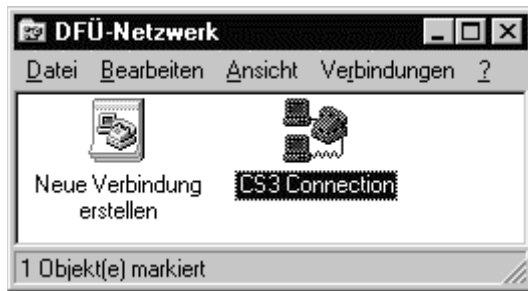 DFÜ-Netzwerk
Datei Bearbeiten Ansicht Verbindungen ?
Neue Verbindung
erstellen
CS3 Connection
1 Objekt(e) markiert